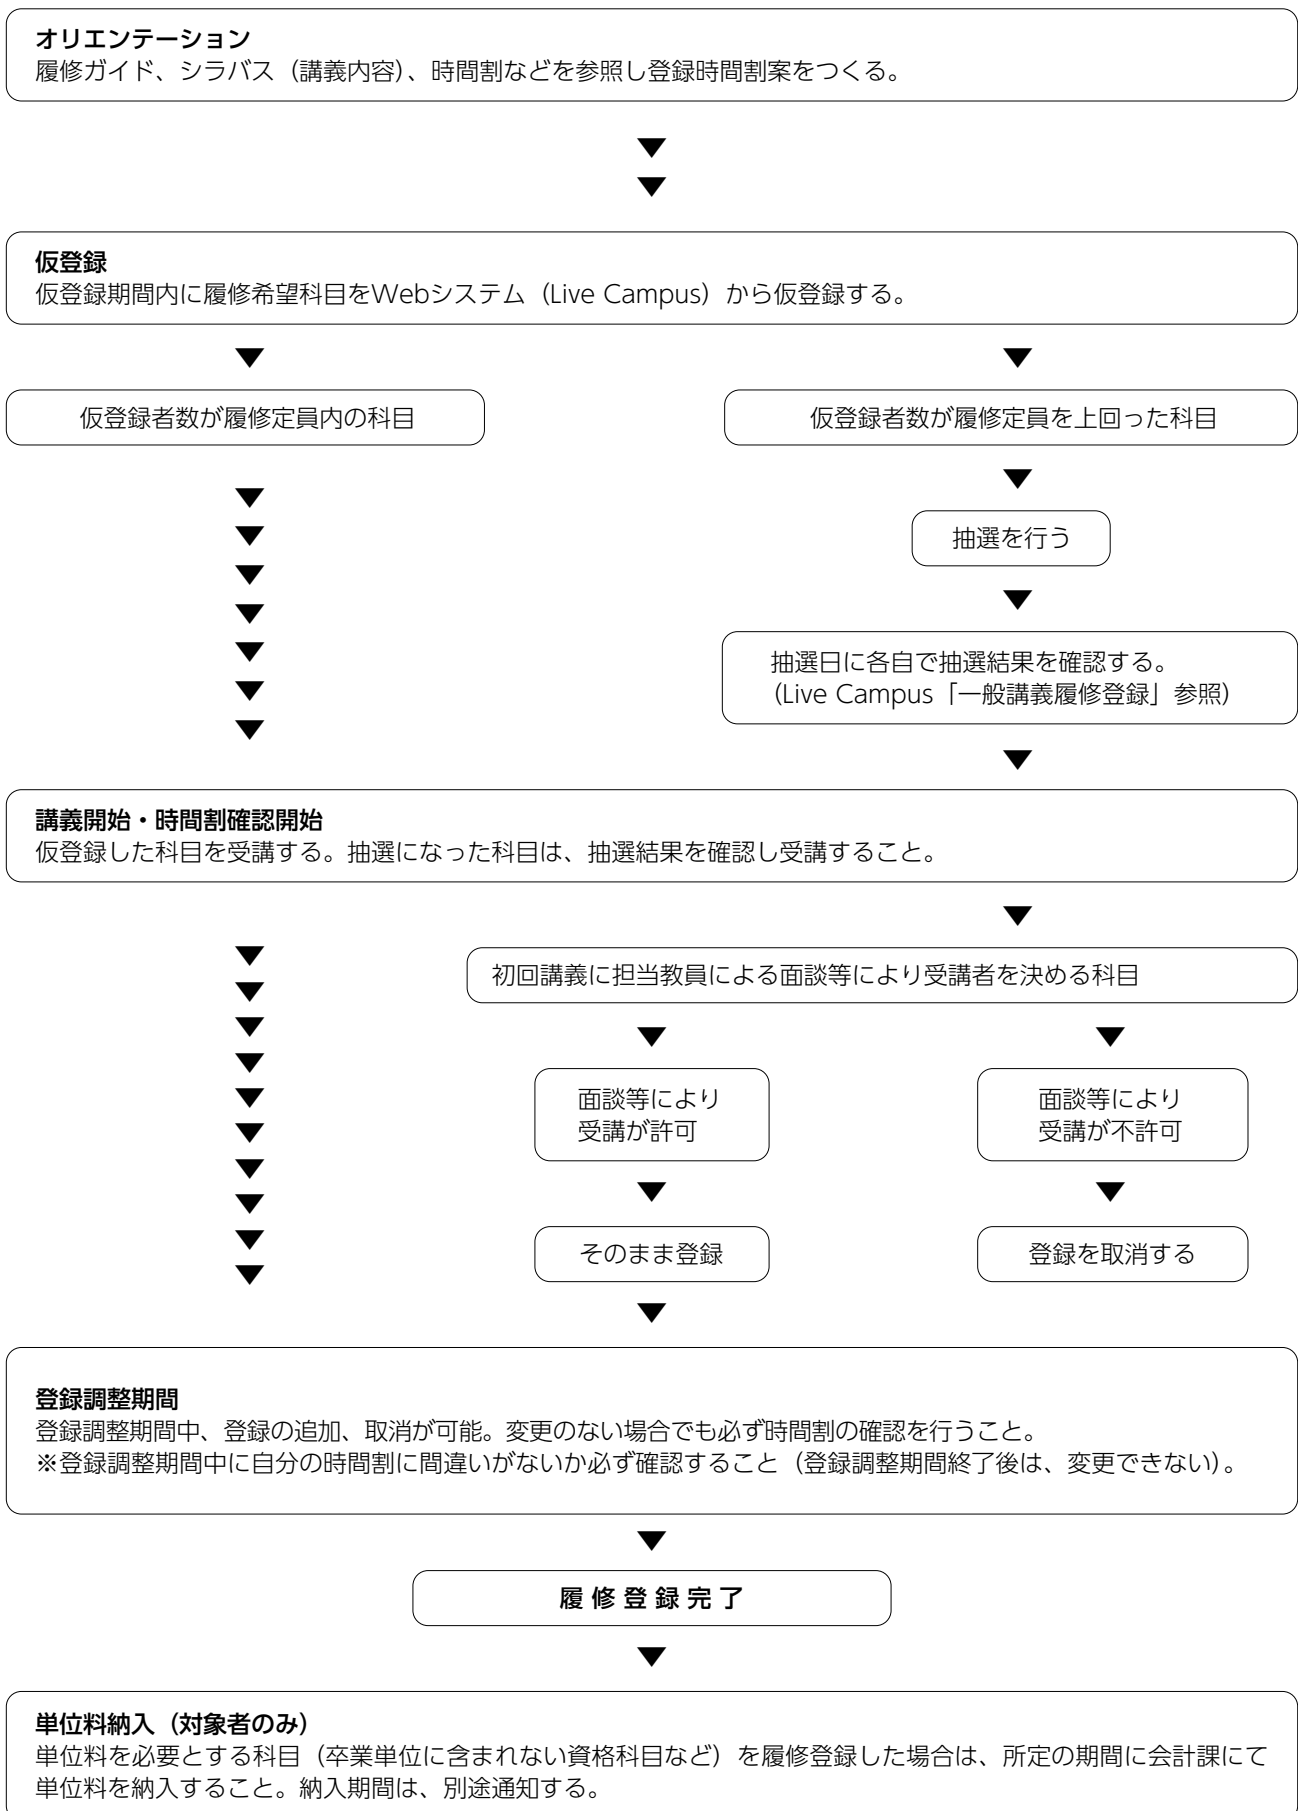 オリエンテーション
履修ガイド、シラバス（講義内容）、時間割などを参照し登録時間割案をつくる。
仮登録
仮登録期間内に履修希望科目をWebシステム（Live Campus）から仮登録する。
仮登録者数が履修定員内の科目
仮登録者数が履修定員を上回った科目
抽選を行う
抽選日に各自で抽選結果を確認する。
（Live Campus「一般講義履修登録」参照）
講義開始・時間割確認開始
仮登録した科目を受講する。抽選になった科目は、抽選結果を確認し受講すること。
初回講義に担当教員による面談等により受講者を決める科目
面談等により
受講が許可
面談等により
受講が不許可
そのまま登録
登録を取消する
登録調整期間
登録調整期間中、登録の追加、取消が可能。変更のない場合でも必ず時間割の確認を行うこと。
※登録調整期間中に自分の時間割に間違いがないか必ず確認すること（登録調整期間終了後は、変更できない）。
履修登録完了
単位料納入（対象者のみ）
単位料を必要とする科目（卒業単位に含まれない資格科目など）を履修登録した場合は、所定の期間に会計課にて
単位料を納入すること。納入期間は、別途通知する。